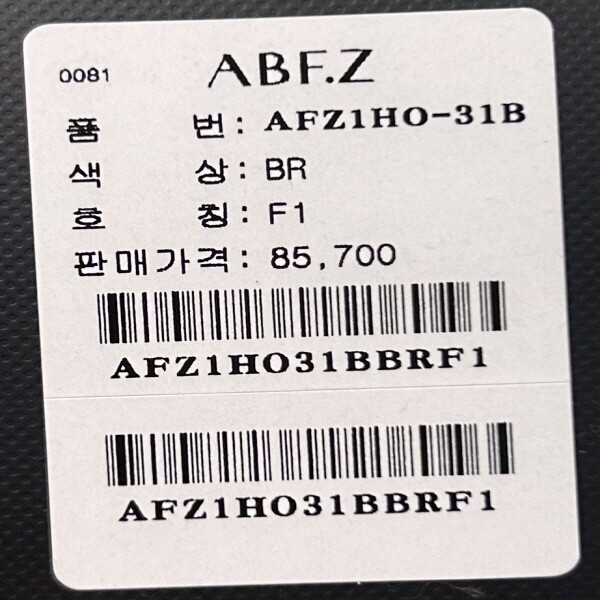 0081 ABF.Z
품 번: AFZ1HO-31B
색 상: BR
호 칭: F1
판매가격: 85,700
AFZ1HO31BBRF1
AFZ1HO31BBRF1